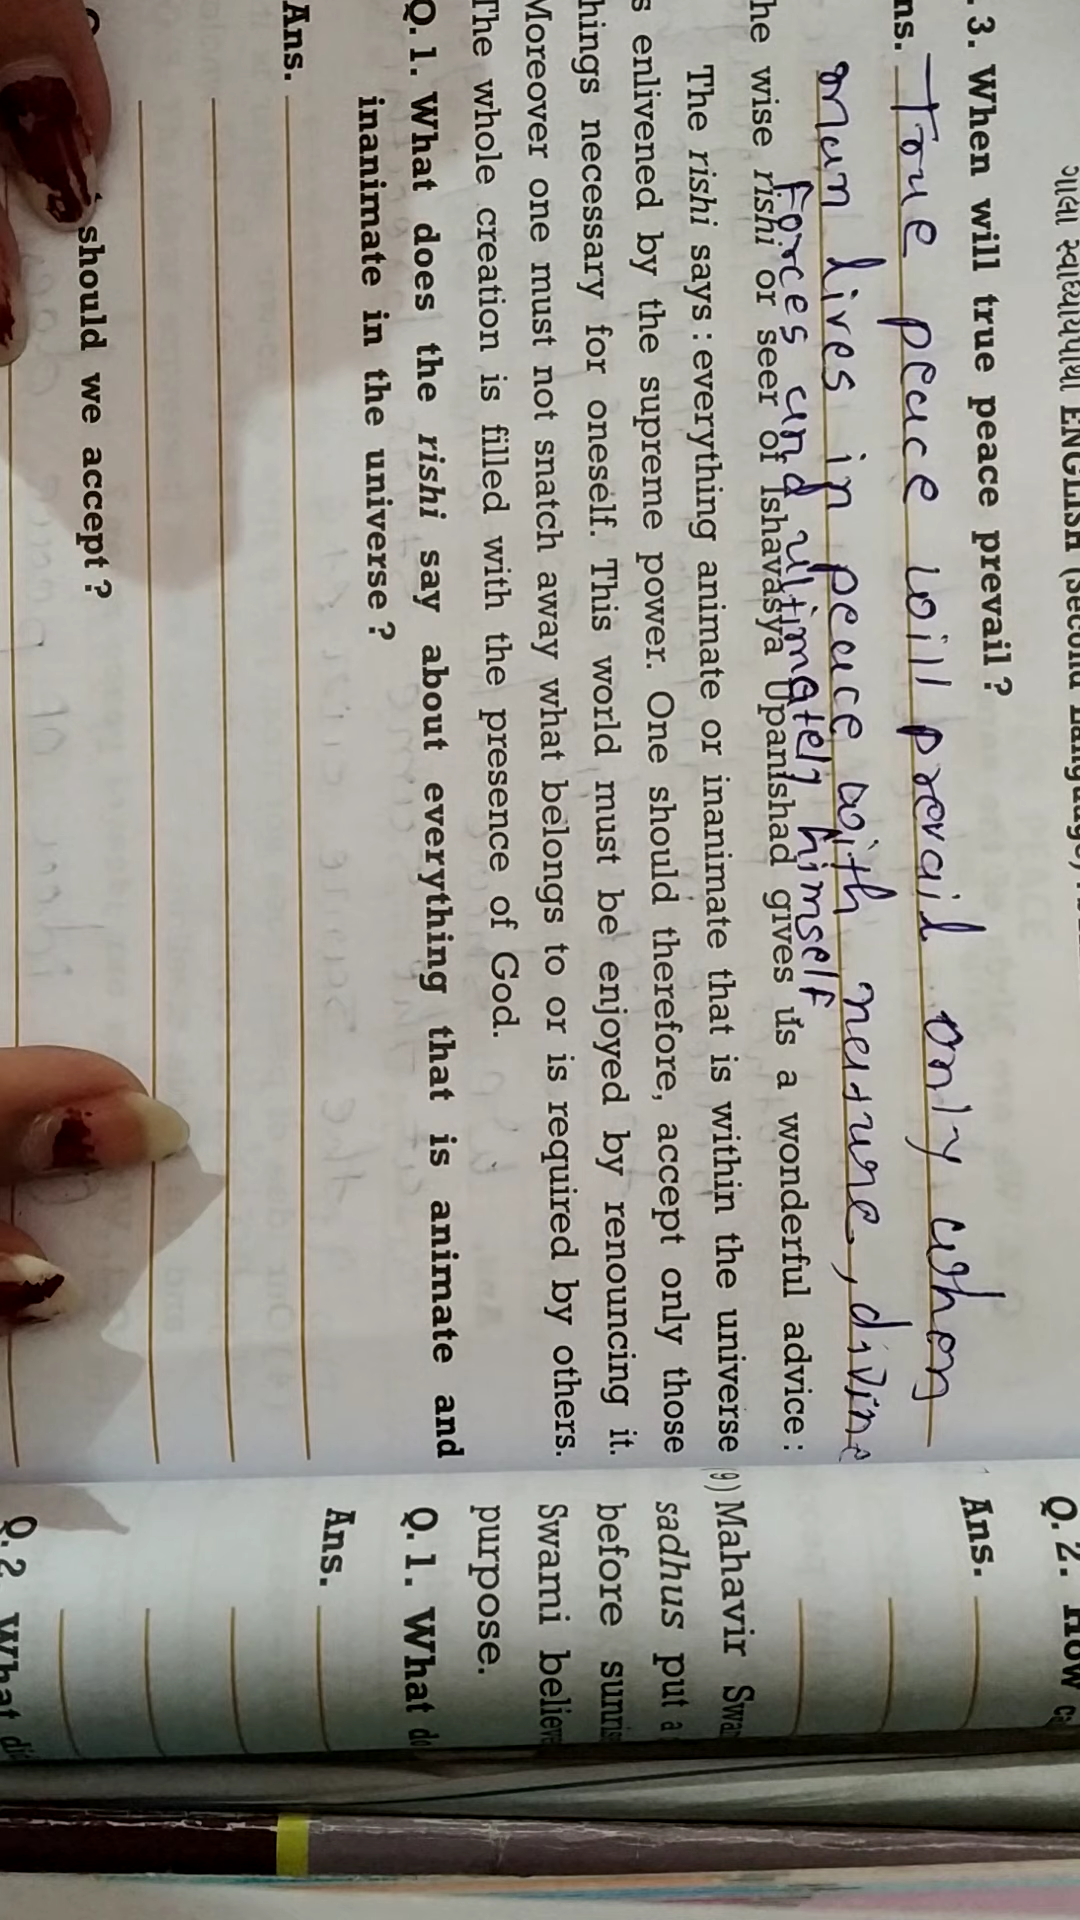 ગાલા સ્વાધ્યાયપોથી ENGLISH (Second Language)
. 3. When will true peace prevail ?
ns. True peace will prevail only when
man lives in peace with neuture, divine
Forces and ultimately himself
he wise rishi or seer of Ishavasya Upanishad gives us a wonderful advice :
The rishi says : everything animate or inanimate that is within the universe
s enlivened by the supreme power. One should therefore, accept only those
hings necessary for oneself. This world must be enjoyed by renouncing it.
Moreover one must not snatch away what belongs to or is required by others.
The whole creation is filled with the presence of God.
Q. 1. What does the rishi say about everything that is animate and
inanimate in the universe ?
Ans.
should we accept ?
Q. 2. How
Ans.
(9) Mahavir Swa
sadhus put a
before sunris
Swami believe
purpose.
Q. 1. What do
Ans.
Q. 2 What di